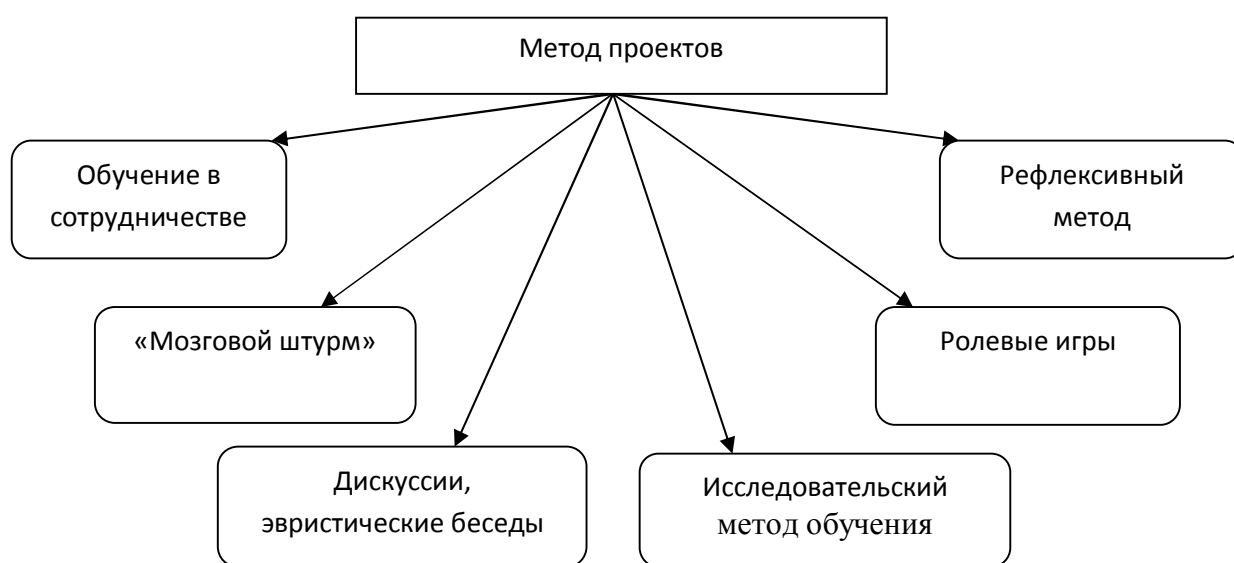 Метод проектов
Обучение в
сотрудничестве
Рефлексивный
метод
«Мозговой штурм»
Ролевые игры
Дискуссии,
эвристические беседы
Исследовательский
метод обучения